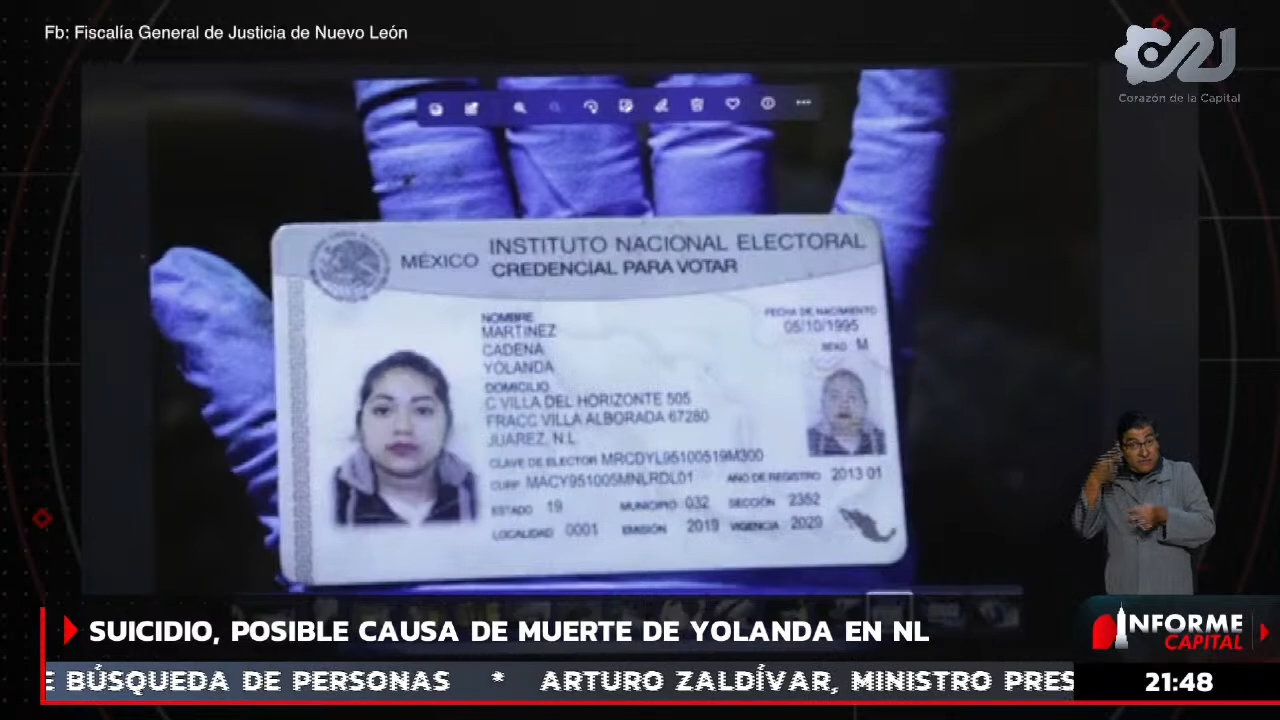 Fb: Fiscalía General de Justicia de Nuevo León
Corazón de la Capital
MÉXICO
INSTITUTO NACIONAL ELECTORAL
CREDENCIAL PARA VOTAR
NOMBRE
MARTINEZ
CADENA
YOLANDA
FECHA DE NACIMIENTO
05/10/1995
SEXO M
DOMICILIO
C VILLA DEL HORIZONTE 505
FRACC VILLA ALBORADA 67280
JUAREZ, N.L.
CLAVE DE ELECTOR MRCDYL95100519M300
CURP MACY951005MNLRDL01 AÑO DE REGISTRO 2013 01
ESTADO 19 MUNICIPIO 032 SECCIÓN 2352
LOCALIDAD 0001 EMISIÓN 2019 VIGENCIA 2029
SUICIDIO, POSIBLE CAUSA DE MUERTE DE YOLANDA EN NL
INFORME
CAPITAL
E BÚSQUEDA DE PERSONAS * ARTURO ZALDÍVAR, MINISTRO PRES
21:48